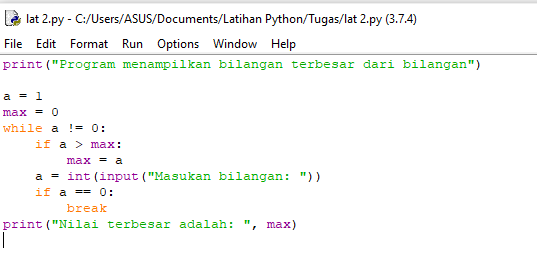 lat 2.py - C:/Users/ASUS/Documents/Latihan Python/Tugas/lat 2.py (3.7.4)
File Edit Format Run Options Window Help
print("Program menampilkan bilangan terbesar dari bilangan")
a = 1
max = 0
while a != 0:
    if a > max:
        max = a
    a = int(input("Masukan bilangan: "))
    if a == 0:
        break
print("Nilai terbesar adalah: ", max)